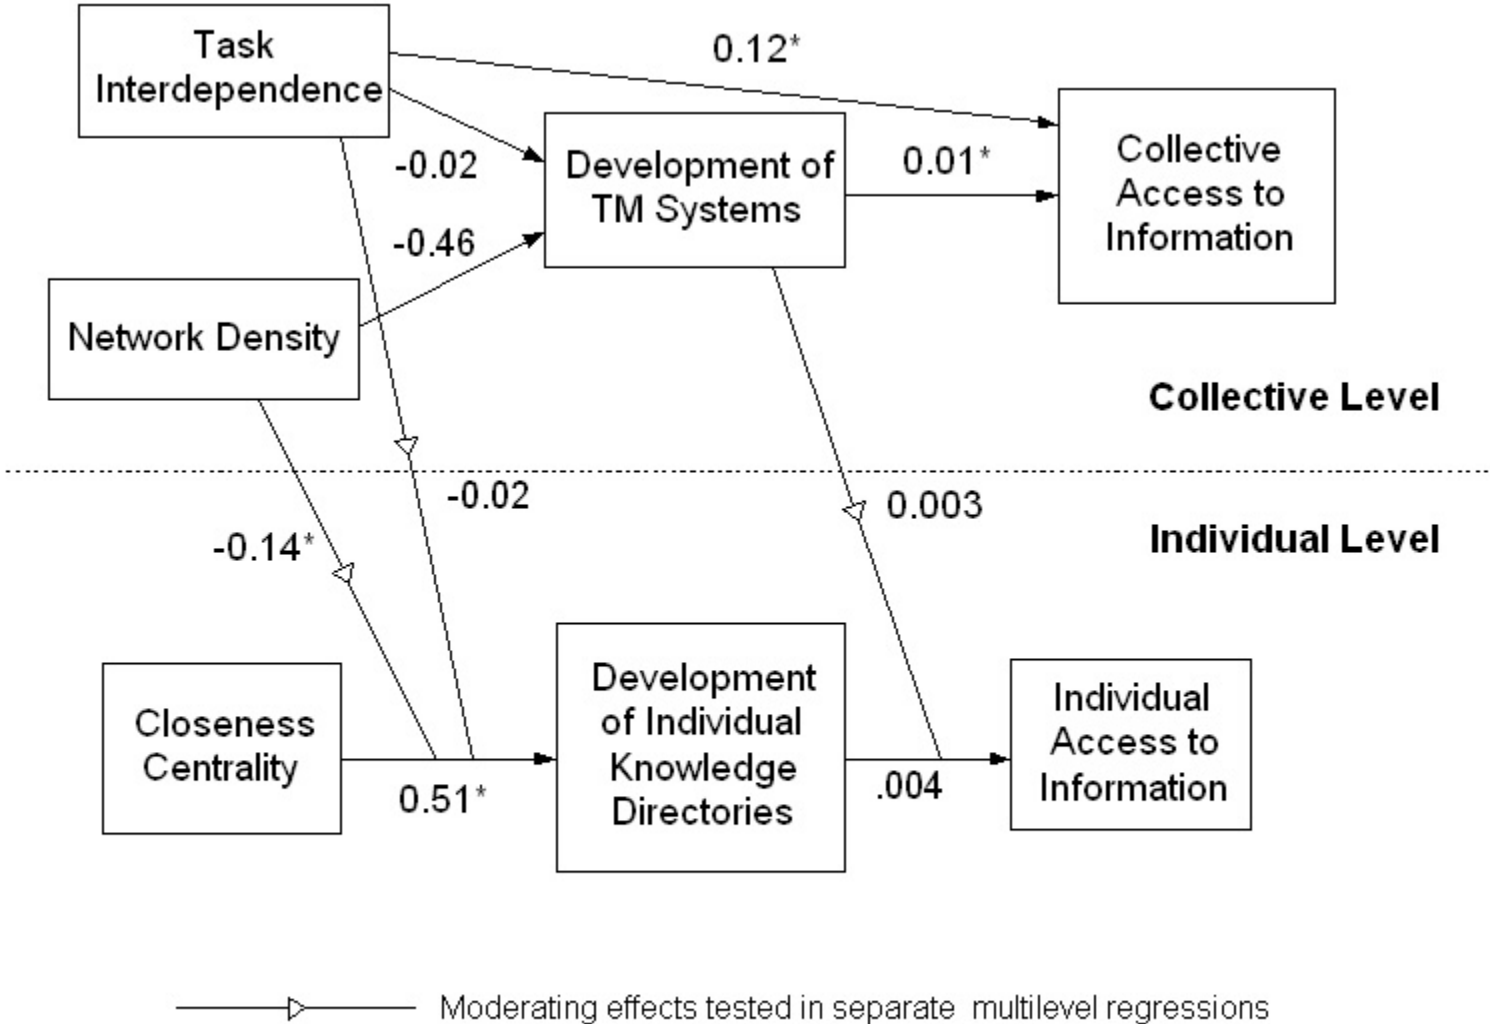 Task
Interdependence
0.12*
-0.02
Development of
TM Systems
0.01*
Collective
Access to
Information
-0.46
Network Density
Collective Level
-0.02
0.003
Individual Level
-0.14*
Closeness
Centrality
0.51*
Development
of Individual
Knowledge
Directories
.004
Individual
Access to
Information
Moderating effects tested in separate multilevel regressions